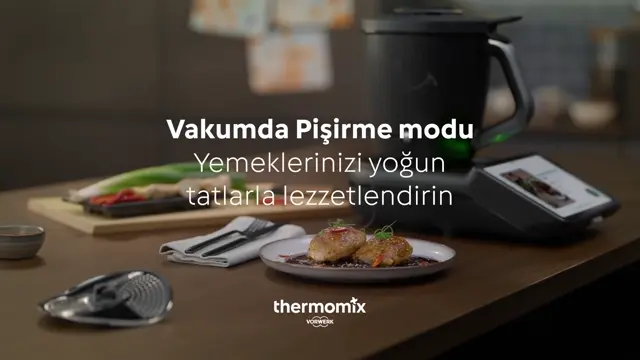 Vakumda Pişirme modu
Yemeklerinizi yoğun
tatlarla lezzetlendirin
thermomix
VORWERK